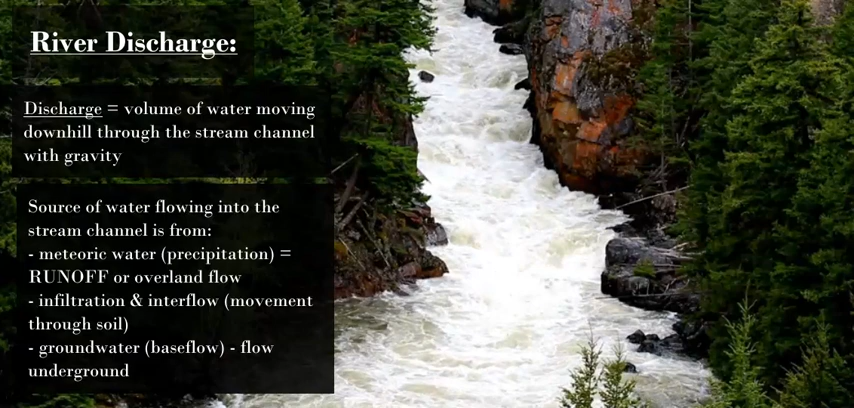 River Discharge:
Discharge = volume of water moving
downhill through the stream channel
with gravity
Source of water flowing into the
stream channel is from:
- meteoric water (precipitation) =
RUNOFF or overland flow
- infiltration & interflow (movement
through soil)
- groundwater (baseflow) - flow
underground